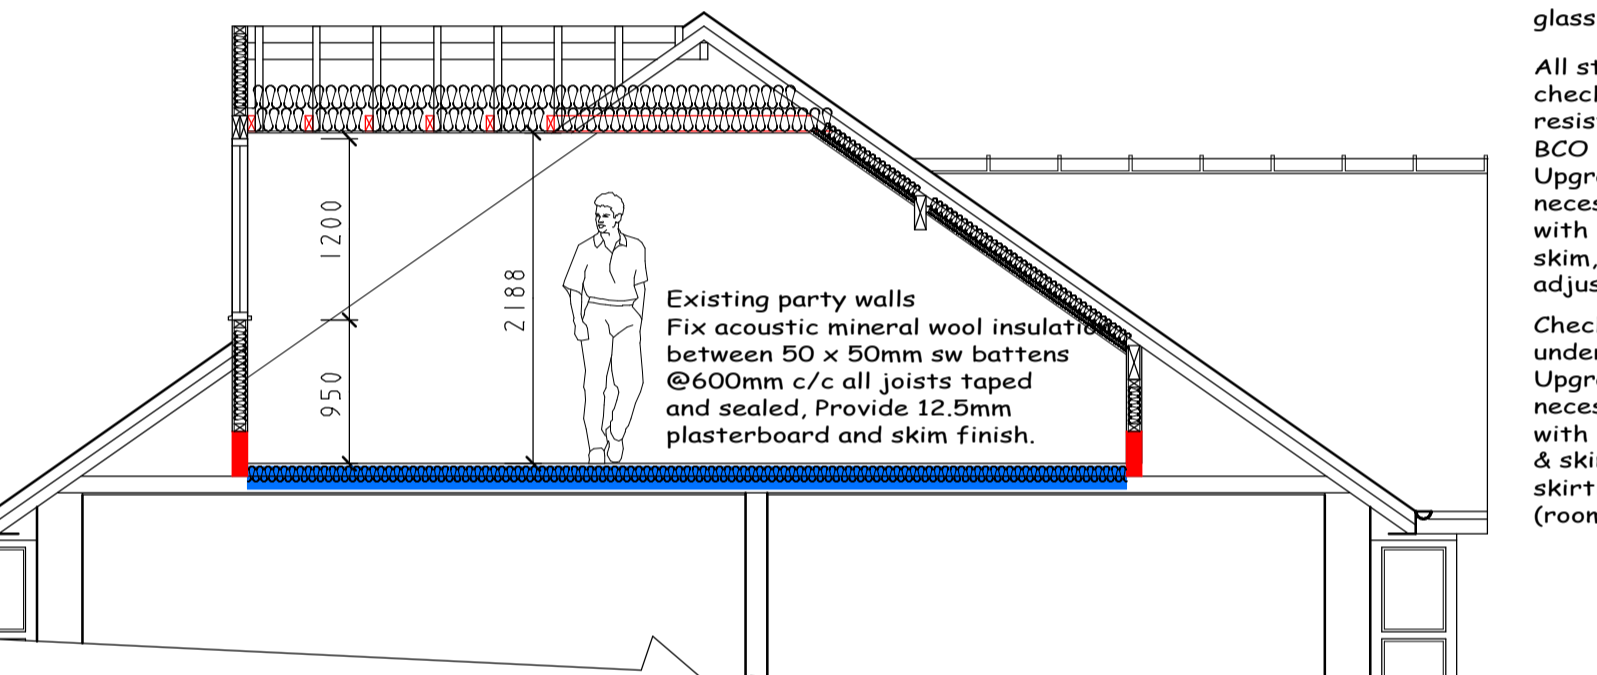 1200
950
2188
Existing party walls
Fix acoustic mineral wool insulation
between 50 x 50mm sw battens
@600mm c/c all joists taped
and sealed, Provide 12.5mm
plasterboard and skim finish.
glass
All st
check
resis
BCO
Upgr
neces
with
skim,
adjus
Chec
under
Upgr
neces
with
& ski
skirt
(room